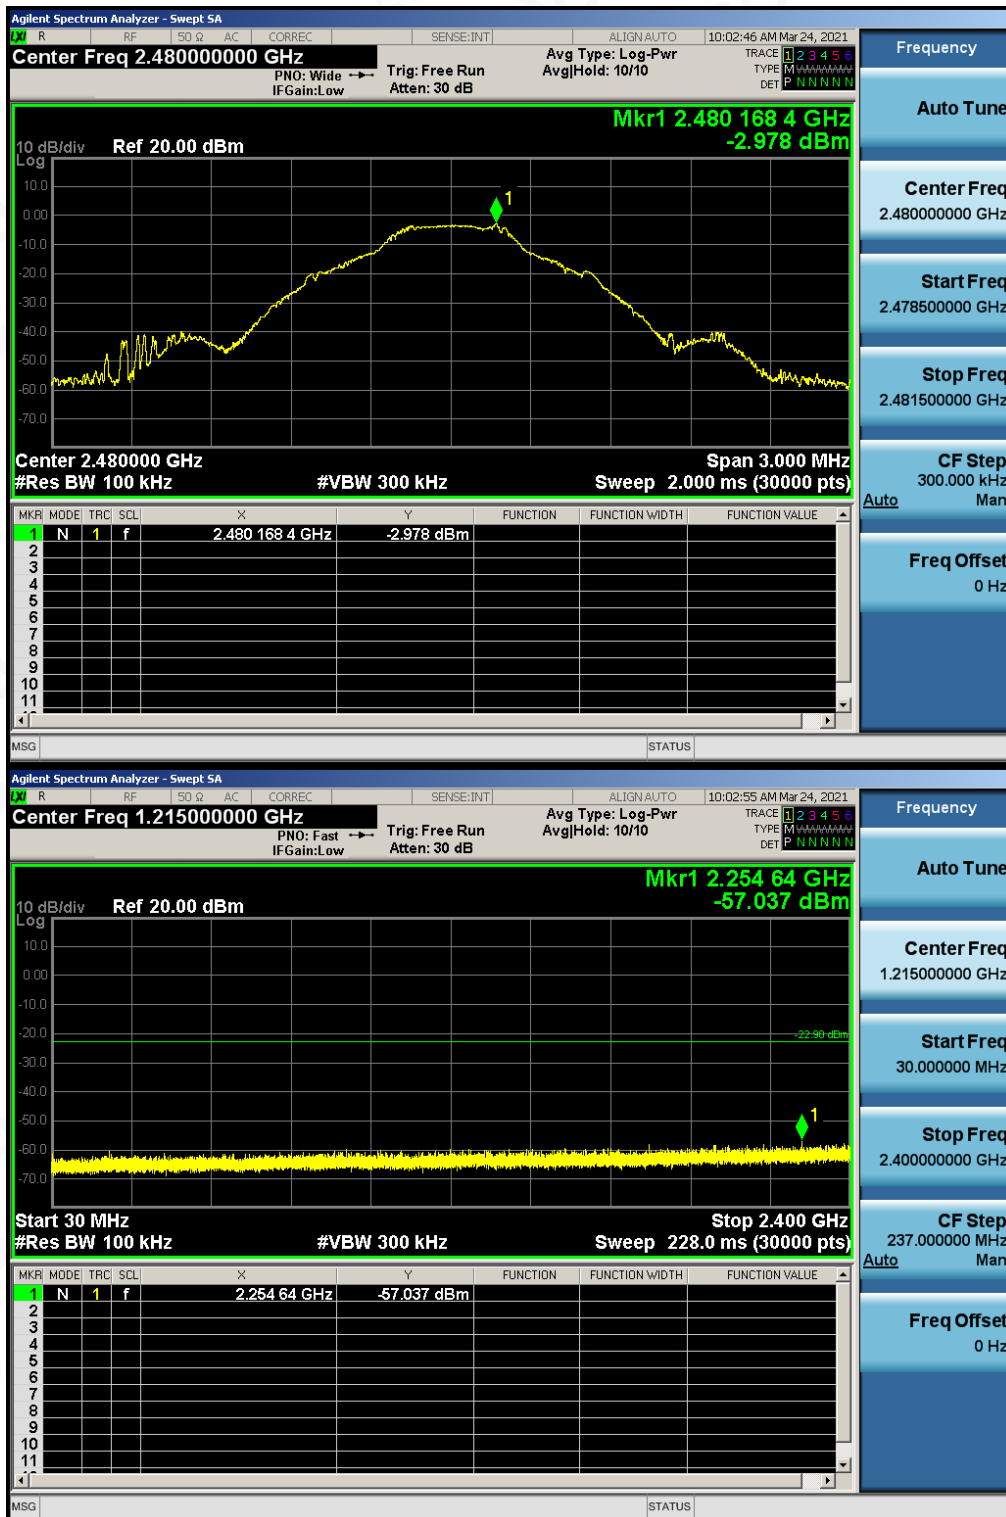 Agilent Spectrum Analyzer - Swept SA
LXI R RF 50 Ω AC CORREC SENSE:INT ALIGN AUTO 10:02:46 AM Mar 24, 2021
Center Freq 2.480000000 GHz
PNO: Wide
IFGain:Low
Trig: Free Run
Atten: 30 dB
Avg Type: Log-Pwr
Avg|Hold: 10/10
TRACE 1 2 3 4 5 6
TYPE M
DET P N N N N N
Mkr1 2.480 168 4 GHz
-2.978 dBm
10 dB/div Ref 20.00 dBm
Log
10.0
0.00
-10.0
-20.0
-30.0
-40.0
-50.0
-60.0
-70.0
1
Center 2.480000 GHz Span 3.000 MHz
#Res BW 100 kHz #VBW 300 kHz Sweep 2.000 ms (30000 pts)
MKR MODE TRC SCL X Y FUNCTION FUNCTION WIDTH FUNCTION VALUE
1 N 1 f 2.480 168 4 GHz -2.978 dBm
2
3
4
5
6
7
8
9
10
11
MSG STATUS
Frequency
Auto Tune
Center Freq
2.480000000 GHz
Start Freq
2.478500000 GHz
Stop Freq
2.481500000 GHz
CF Step
300.000 kHz
Auto Man
Freq Offset
0 Hz
Agilent Spectrum Analyzer - Swept SA
LXI R RF 50 Ω AC CORREC SENSE:INT ALIGN AUTO 10:02:55 AM Mar 24, 2021
Center Freq 1.215000000 GHz
PNO: Fast
IFGain:Low
Trig: Free Run
Atten: 30 dB
Avg Type: Log-Pwr
Avg|Hold: 10/10
TRACE 1 2 3 4 5 6
TYPE M
DET P N N N N N
Mkr1 2.254 64 GHz
-57.037 dBm
10 dB/div Ref 20.00 dBm
Log
10.0
0.00
-10.0
-20.0
-30.0
-40.0
-50.0
-60.0
-70.0
-22.90 dBm
1
Start 30 MHz Stop 2.400 GHz
#Res BW 100 kHz #VBW 300 kHz Sweep 228.0 ms (30000 pts)
MKR MODE TRC SCL X Y FUNCTION FUNCTION WIDTH FUNCTION VALUE
1 N 1 f 2.254 64 GHz -57.037 dBm
2
3
4
5
6
7
8
9
10
11
MSG STATUS
Frequency
Auto Tune
Center Freq
1.215000000 GHz
Start Freq
30.000000 MHz
Stop Freq
2.400000000 GHz
CF Step
237.000000 MHz
Auto Man
Freq Offset
0 Hz